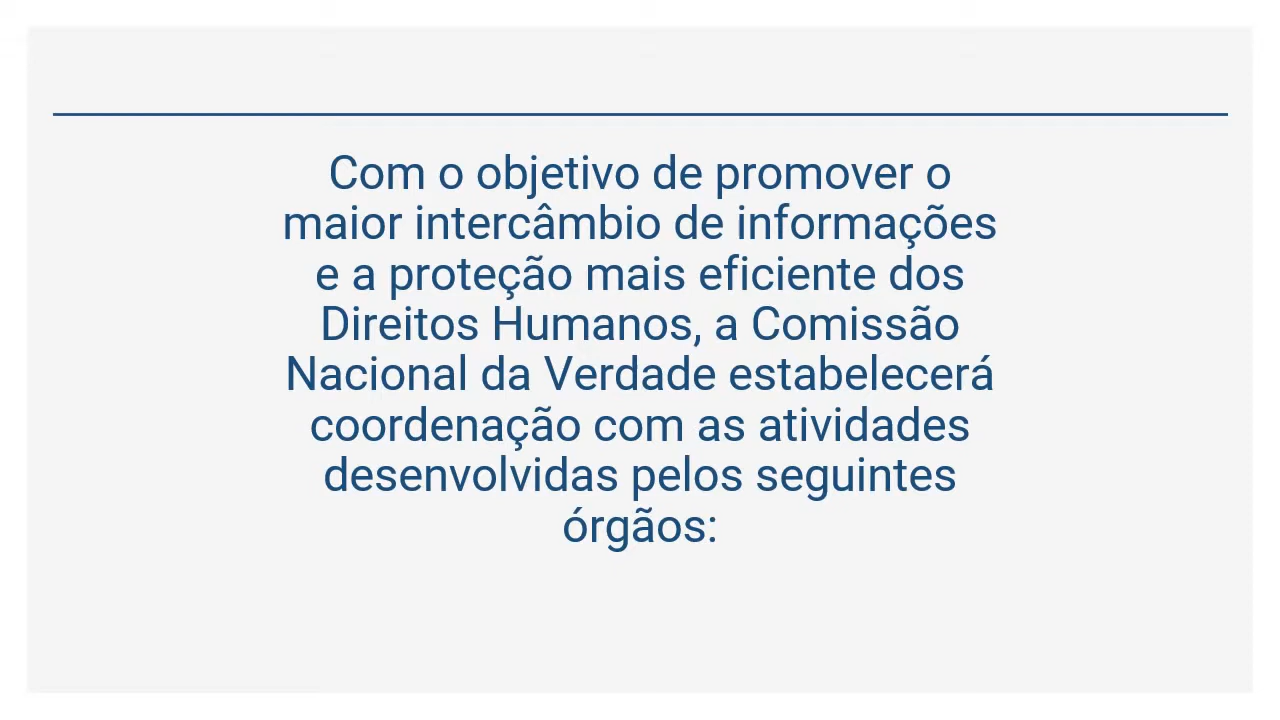 Com o objetivo de promover o
maior intercâmbio de informações
e a proteção mais eficiente dos
Direitos Humanos, a Comissão
Nacional da Verdade estabelecerá
coordenação com as atividades
desenvolvidas pelos seguintes
órgãos: